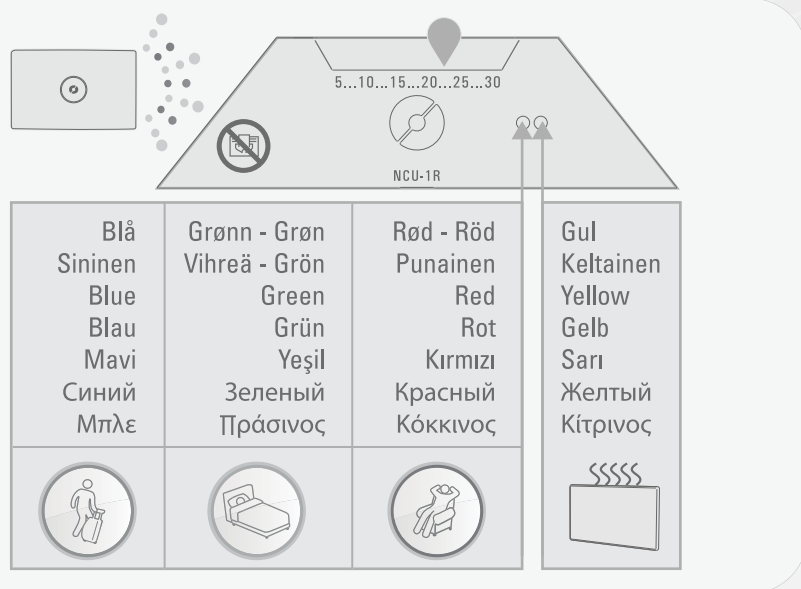 5...10...15...20...25...30
NCU-1R
Blå
Sininen
Blue
Blau
Mavi
Синий
Μπλε
Grønn - Grøn
Vihreä - Grön
Green
Grün
Yeşil
Зеленый
Πράσινος
Rød - Röd
Punainen
Red
Rot
Kırmızı
Красный
Κόκκινος
Gul
Keltainen
Yellow
Gelb
Sarı
Желтый
Κίτρινος